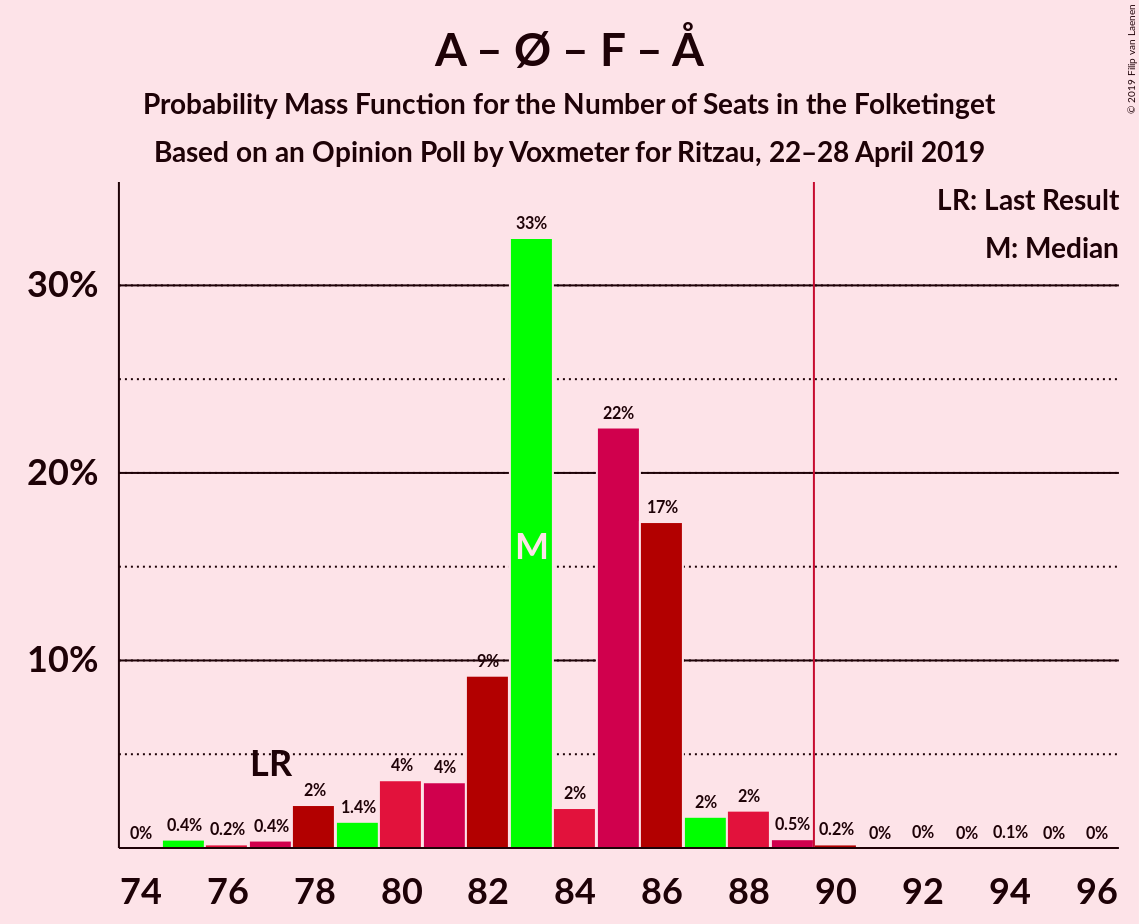 A – Ø – F – Å
Probability Mass Function for the Number of Seats in the Folketinget
Based on an Opinion Poll by Voxmeter for Ritzau, 22–28 April 2019
© 2019 Filip van Laenen
LR: Last Result
M: Median
30%
20%
10%
0%
0.4%
0.2%
0.4%
2%
1.4%
4%
4%
9%
33%
2%
22%
17%
2%
2%
0.5%
0.2%
0%
0%
0%
0.1%
0%
0%
LR
M
74 76 78 80 82 84 86 88 90 92 94 96